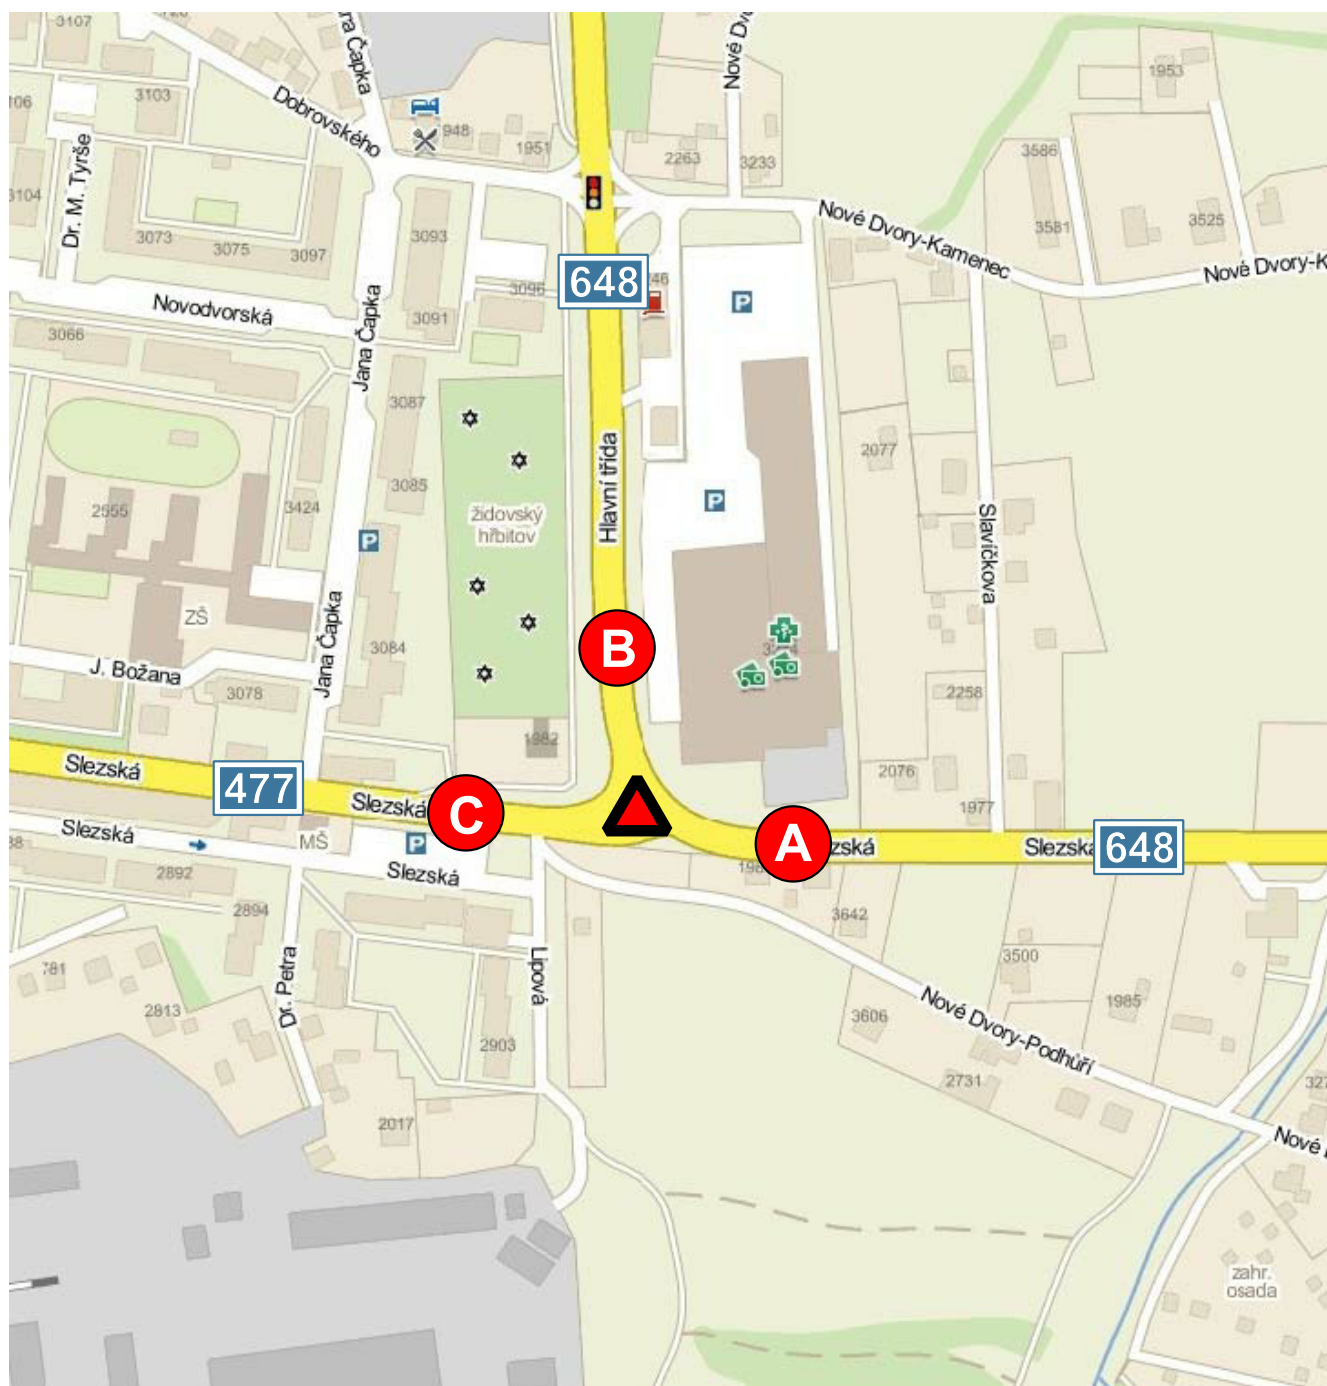 3107
Jana Čapka
Nové Dvory
3103
Dobrovského
948
1951
2263
3233
1953
3586
Dr. M. Tyrše
3104
3073
3075
3097
3093
Nové Dvory-Kamenec
3581
3525
Nové Dvory-K
648
3096
Novodvorská
3091
3066
Jana Čapka
P
3087
2077
Hlavní třída
3085
P
2555
3424
židovský
hřbitov
Slavíčkova
P
ZŠ
Jana Čapka
3084
B
J. Božana
3078
2258
1982
Slezská
477
Slezská
C
2076
1977
A
zská
Slezská
648
Slezská
MŠ
P
Slezská
2892
2894
3642
Lipová
3500
781
2813
Dr. Petra
1985
Nové Dvory-Podhůří
3606
2903
2731
2017
Nové
zahr.
osada